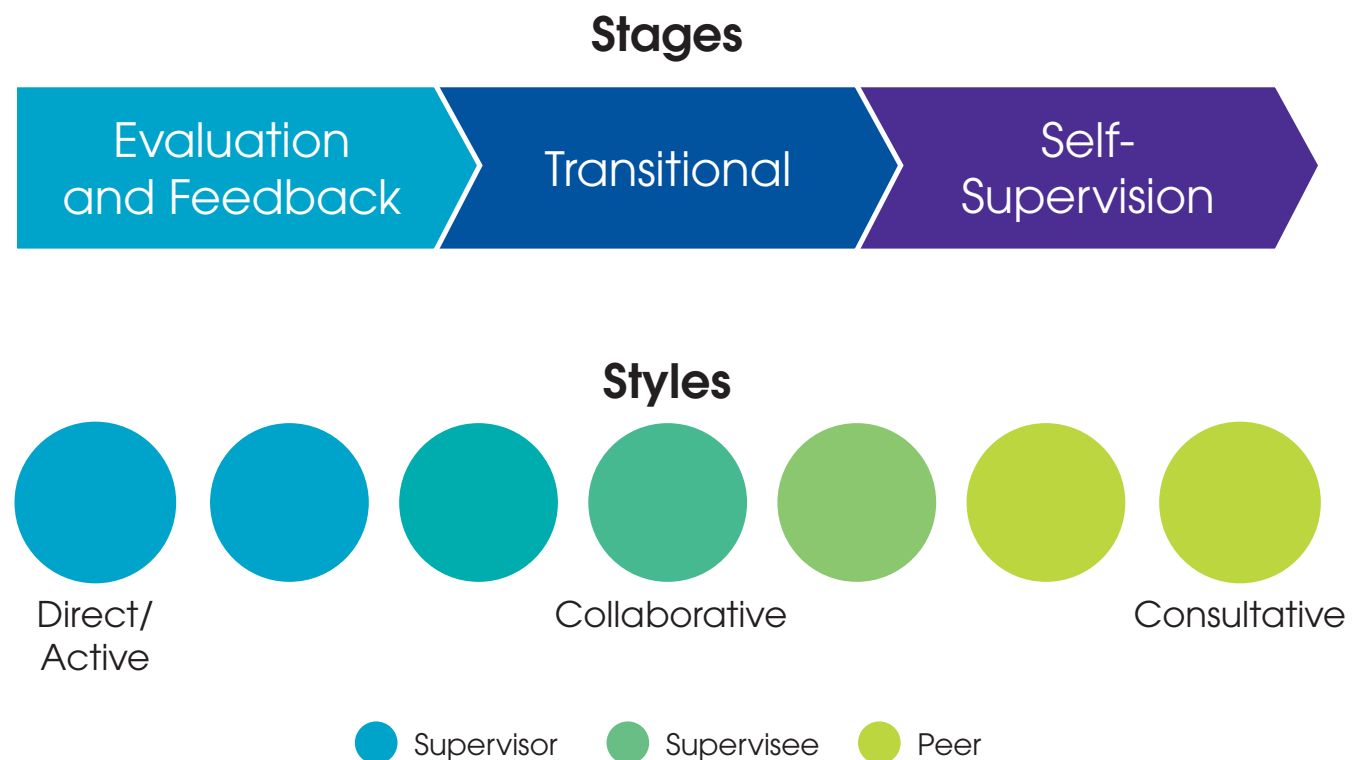 Stages
Evaluation
and Feedback
Transitional
Self-
Supervision
Styles
Direct/
Active
Collaborative
Consultative
Supervisor
Supervisee
Peer